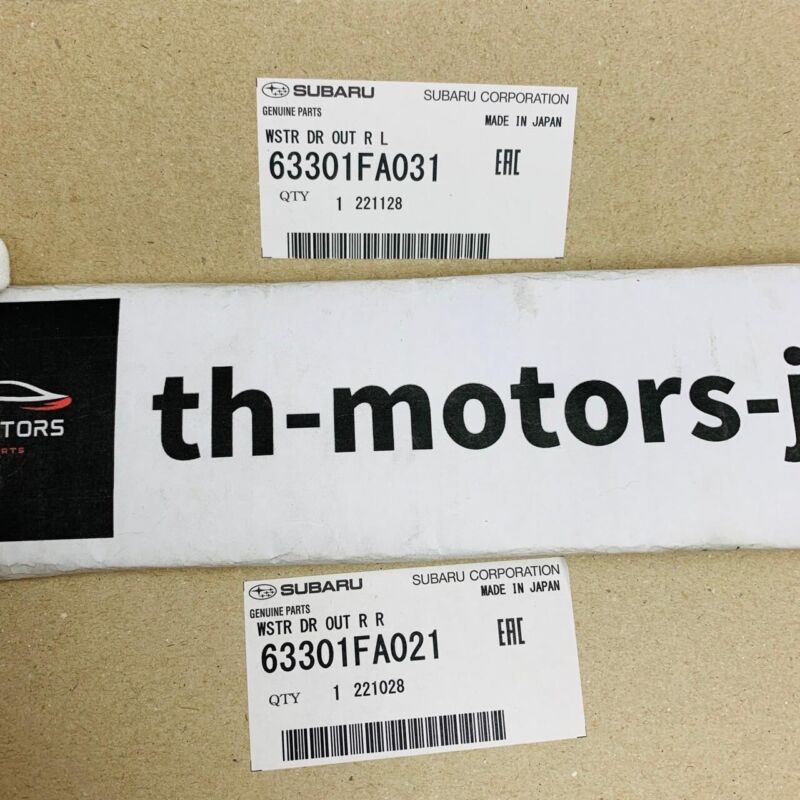 SUBARU SUBARU CORPORATION
GENUINE PARTS MADE IN JAPAN
WSTR DR OUT R L
63301FA031 EAC
QTY 1 221128
th-motors-j
TORS
RTS
SUBARU SUBARU CORPORATION
GENUINE PARTS MADE IN JAPAN
WSTR DR OUT R R
63301FA021 EAC
QTY 1 221028